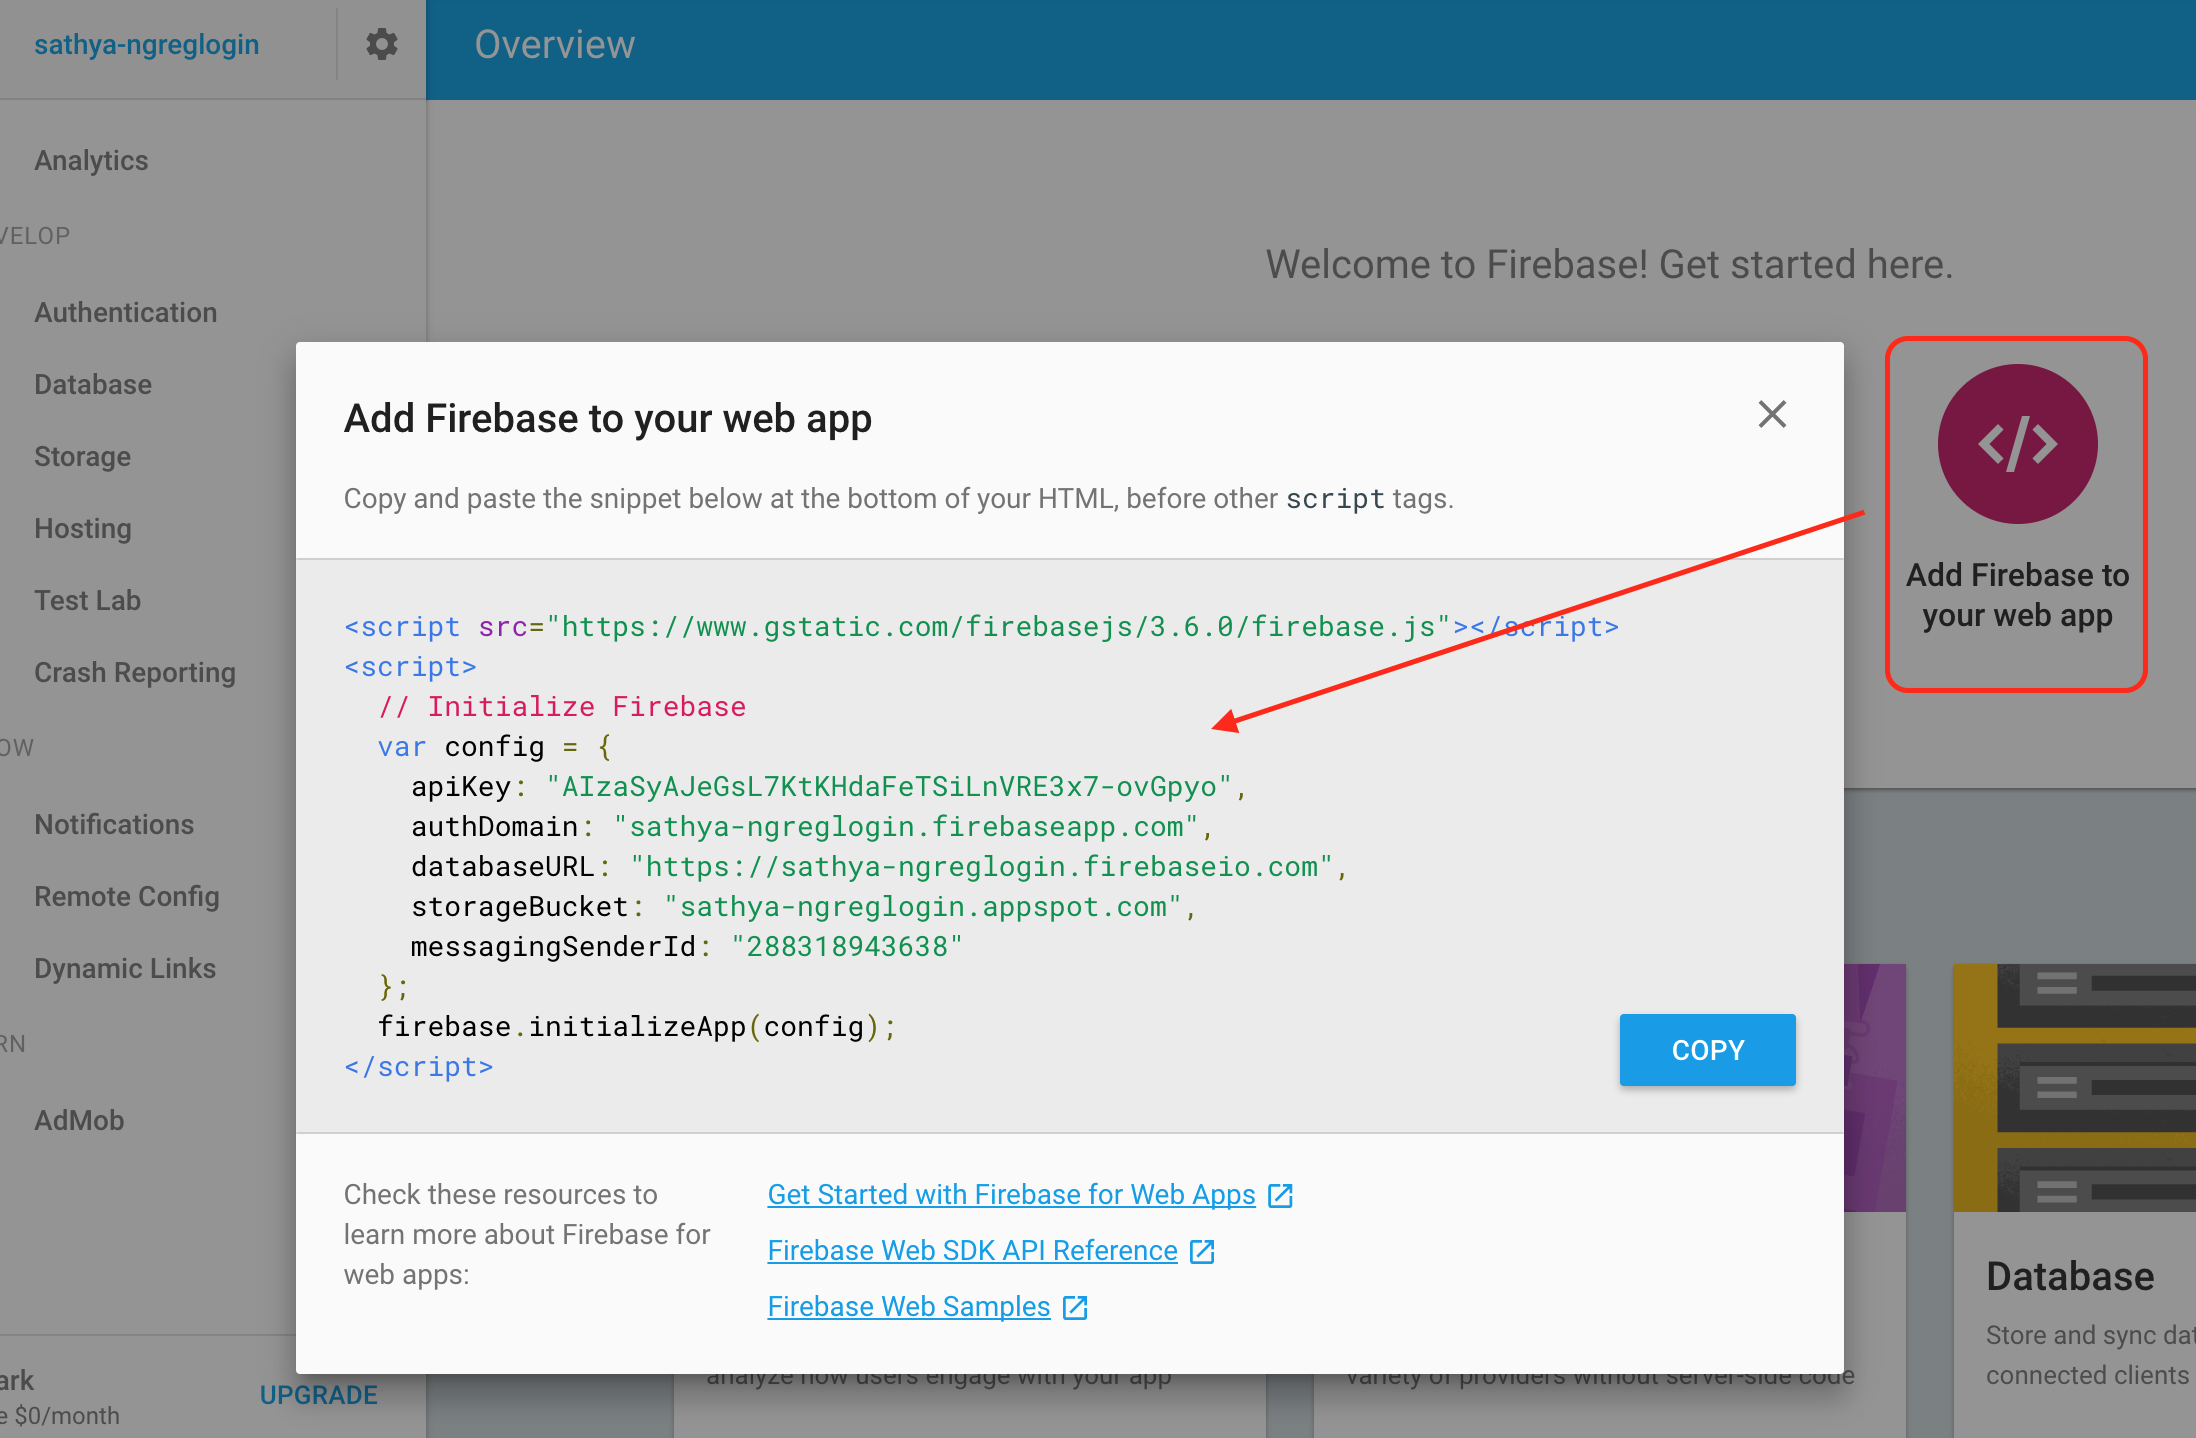 sathya-ngreglogin
Overview
Analytics
VELOP
Authentication
Database
Storage
Hosting
Test Lab
Crash Reporting
OW
Notifications
Remote Config
Dynamic Links
RN
AdMob
ark
e $0/month
UPGRADE
Welcome to Firebase! Get started here.
Add Firebase to
your web app
Add Firebase to your web app
Copy and paste the snippet below at the bottom of your HTML, before other script tags.
<script src="https://www.gstatic.com/firebasejs/3.6.0/firebase.js"></script>
<script>
// Initialize Firebase
var config = {
apiKey: "AIzaSyAJeGsL7KtKHdaFeTSiLnVRE3x7-ovGpyo",
authDomain: "sathya-ngreglogin.firebaseapp.com",
databaseURL: "https://sathya-ngreglogin.firebaseio.com",
storageBucket: "sathya-ngreglogin.appspot.com",
messagingSenderId: "288318943638"
};
firebase.initializeApp(config);
</script>
COPY
Check these resources to
learn more about Firebase for
web apps:
Get Started with Firebase for Web Apps
Firebase Web SDK API Reference
Firebase Web Samples
analyze how users engage with your app
variety of providers without server-side code
Database
Store and sync dat
connected clients